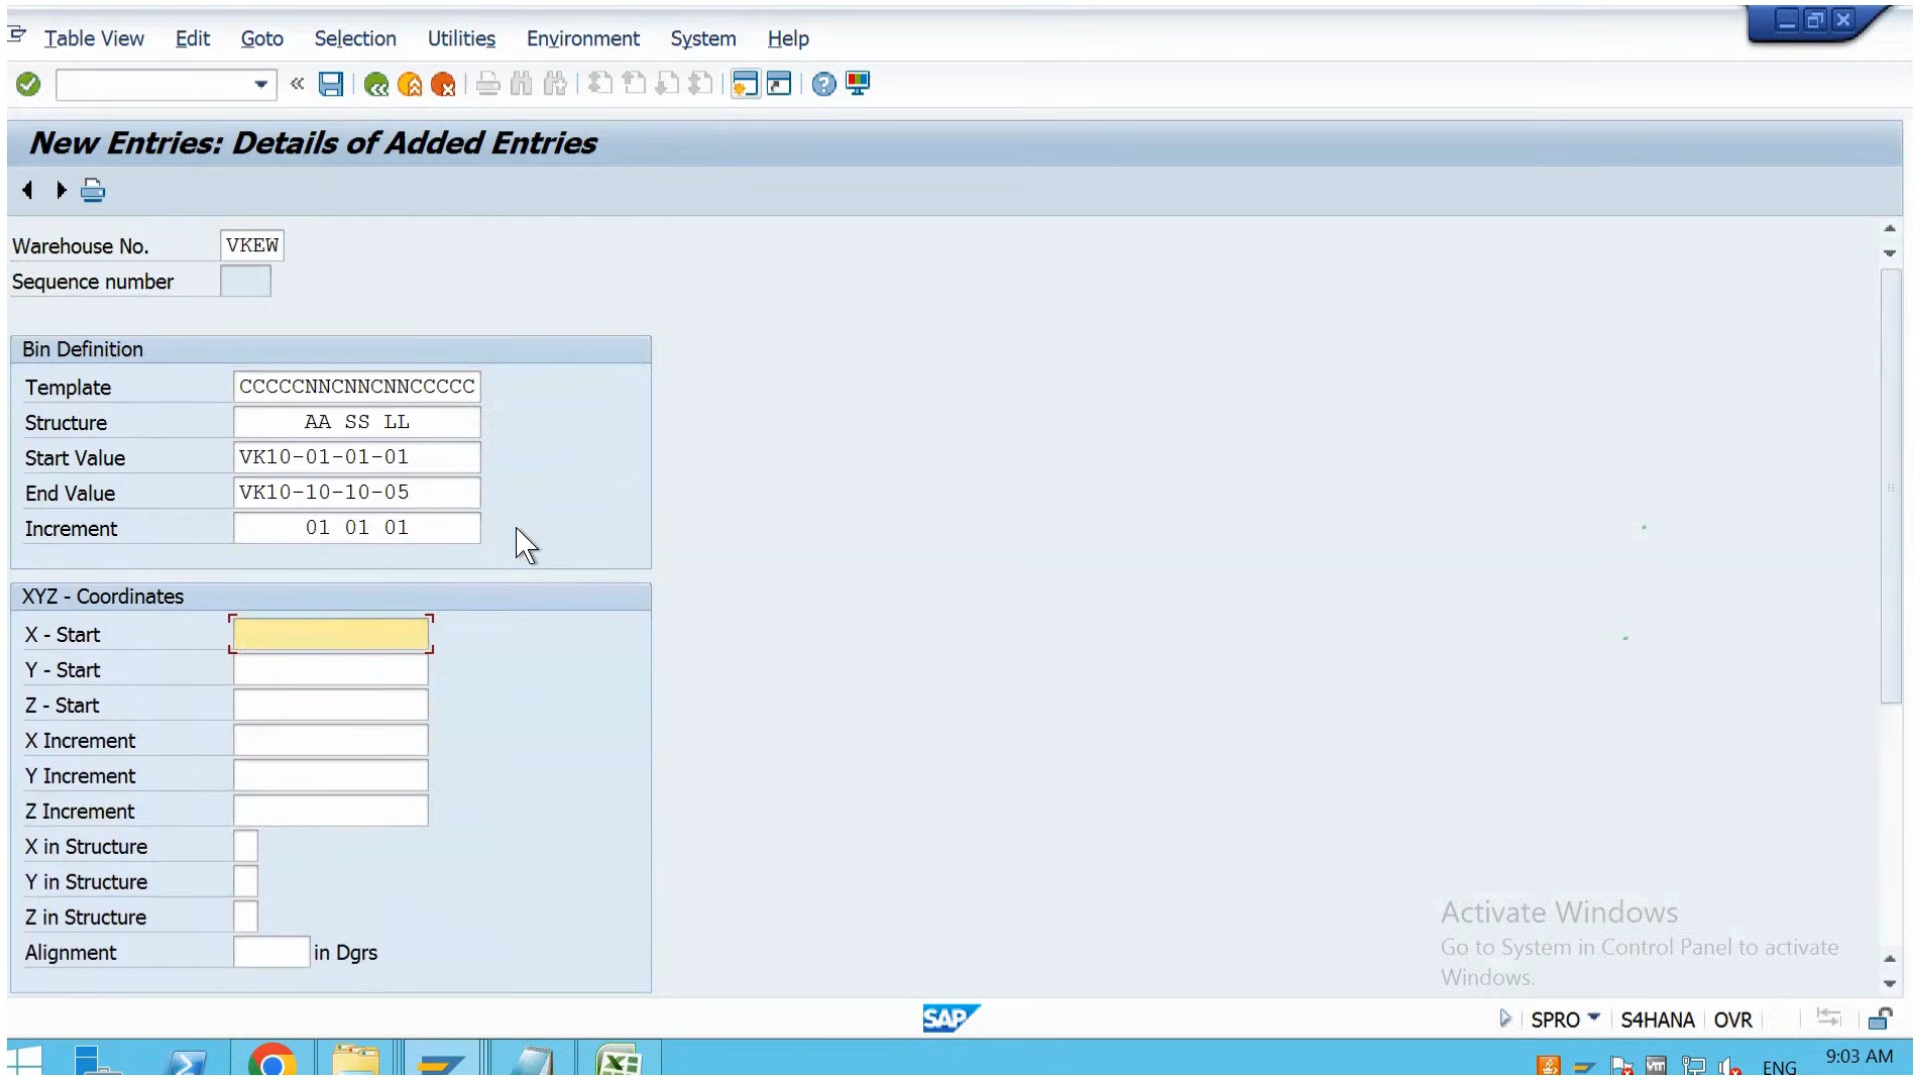 Table View Edit Goto Selection Utilities Environment System Help
New Entries: Details of Added Entries
Warehouse No. VKEW
Sequence number
Bin Definition
Template CCCCCNNCNNCNNCCCCC
Structure AA SS LL
Start Value VK10-01-01-01
End Value VK10-10-10-05
Increment 01 01 01
XYZ - Coordinates
X - Start
Y - Start
Z - Start
X Increment
Y Increment
Z Increment
X in Structure
Y in Structure
Z in Structure
Alignment in Dgrs
Activate Windows
Go to System in Control Panel to activate
Windows.
SAP SPRO S4HANA OVR
ENG 9:03 AM